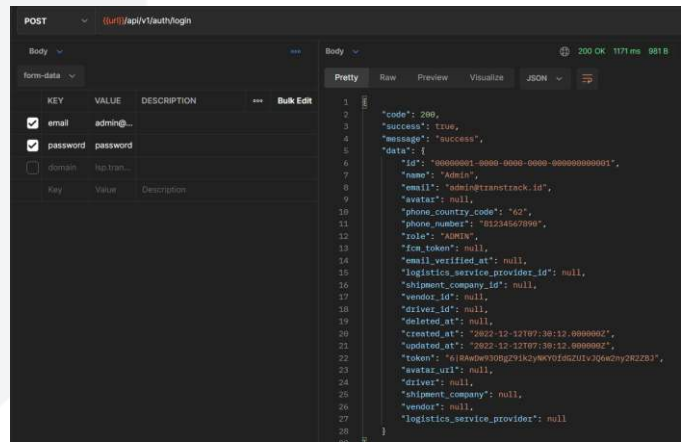 POST {{url}}/api/v1/auth/login
Body
form-data
KEY VALUE DESCRIPTION Bulk Edit
email admin@...
password password
domain lsp.tran...
Key Value Description
Body 200 OK 1171 ms 981 B
Pretty Raw Preview Visualize JSON
1
2 "code": 200,
3 "success": true,
4 "message": "success",
5 "data": {
6 "id": "00000001-0000-0000-0000-000000000001",
7 "name": "Admin",
8 "email": "admin@transtrack.id",
9 "avatar": null,
10 "phone_country_code": "62",
11 "phone_number": "81234567890",
12 "role": "ADMIN",
13 "fcm_token": null,
14 "email_verified_at": null,
15 "logistics_service_provider_id": null,
16 "shipment_company_id": null,
17 "vendor_id": null,
18 "driver_id": null,
19 "deleted_at": null,
20 "created_at": "2022-12-12T07:30:12.000000Z",
21 "updated_at": "2022-12-12T07:30:12.000000Z",
22 "token":
23 "avatar_url": null,
24 "driver": null,
25 "shipment_company": null,
26 "vendor": null,
27 "logistics_service_provider": null
28 }